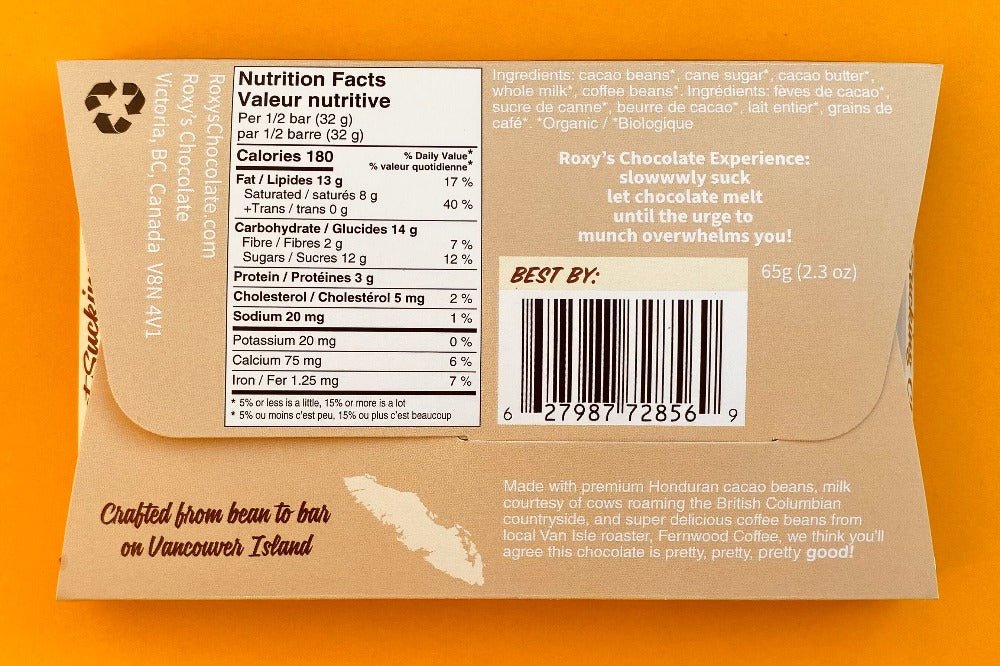 RoxysChocolate.com
Roxy's Chocolate
Victoria, BC, Canada V8N 4V1
Nutrition Facts
Valeur nutritive
Per 1/2 bar (32 g)
par 1/2 barre (32 g)
Calories 180
% Daily Value*
% valeur quotidienne*
Fat / Lipides 13 g 17 %
Saturated / saturés 8 g
+Trans / trans 0 g 40 %
Carbohydrate / Glucides 14 g
Fibre / Fibres 2 g 7 %
Sugars / Sucres 12 g 12 %
Protein / Protéines 3 g
Cholesterol / Cholestérol 5 mg 2 %
Sodium 20 mg 1 %
Potassium 20 mg 0 %
Calcium 75 mg 6 %
Iron / Fer 1.25 mg 7 %
* 5% or less is a little, 15% or more is a lot
* 5% ou moins c'est peu, 15% ou plus c'est beaucoup
Ingredients: cacao beans*, cane sugar*, cacao butter*,
whole milk*, coffee beans*. Ingrédients: fèves de cacao*,
sucre de canne*, beurre de cacao*, lait entier*, grains de
café*. *Organic / *Biologique
Roxy's Chocolate Experience:
slowwwly suck
let chocolate melt
until the urge to
munch overwhelms you!
BEST BY:
65g (2.3 oz)
6 27987 72856 9
Crafted from bean to bar
on Vancouver Island
Made with premium Honduran cacao beans, milk
courtesy of cows roaming the British Columbian
countryside, and super delicious coffee beans from
local Van Isle roaster, Fernwood Coffee, we think you'll
agree this chocolate is pretty, pretty, pretty good!